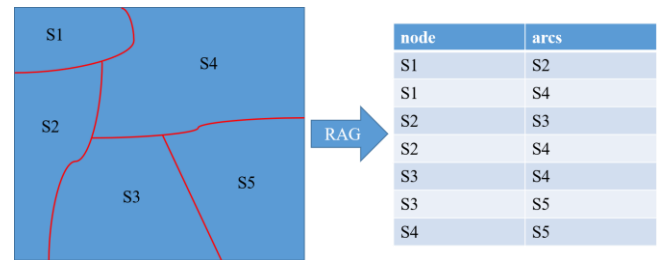 S1
S4
S2
S3
S5
RAG
node arcs
S1 S2
S1 S4
S2 S3
S2 S4
S3 S4
S3 S5
S4 S5